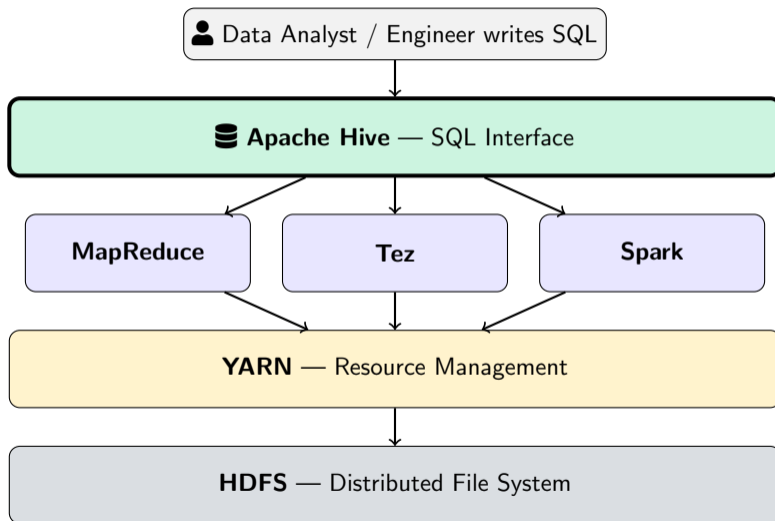 Data Analyst / Engineer writes SQL
Apache Hive — SQL Interface
MapReduce
Tez
Spark
YARN — Resource Management
HDFS — Distributed File System